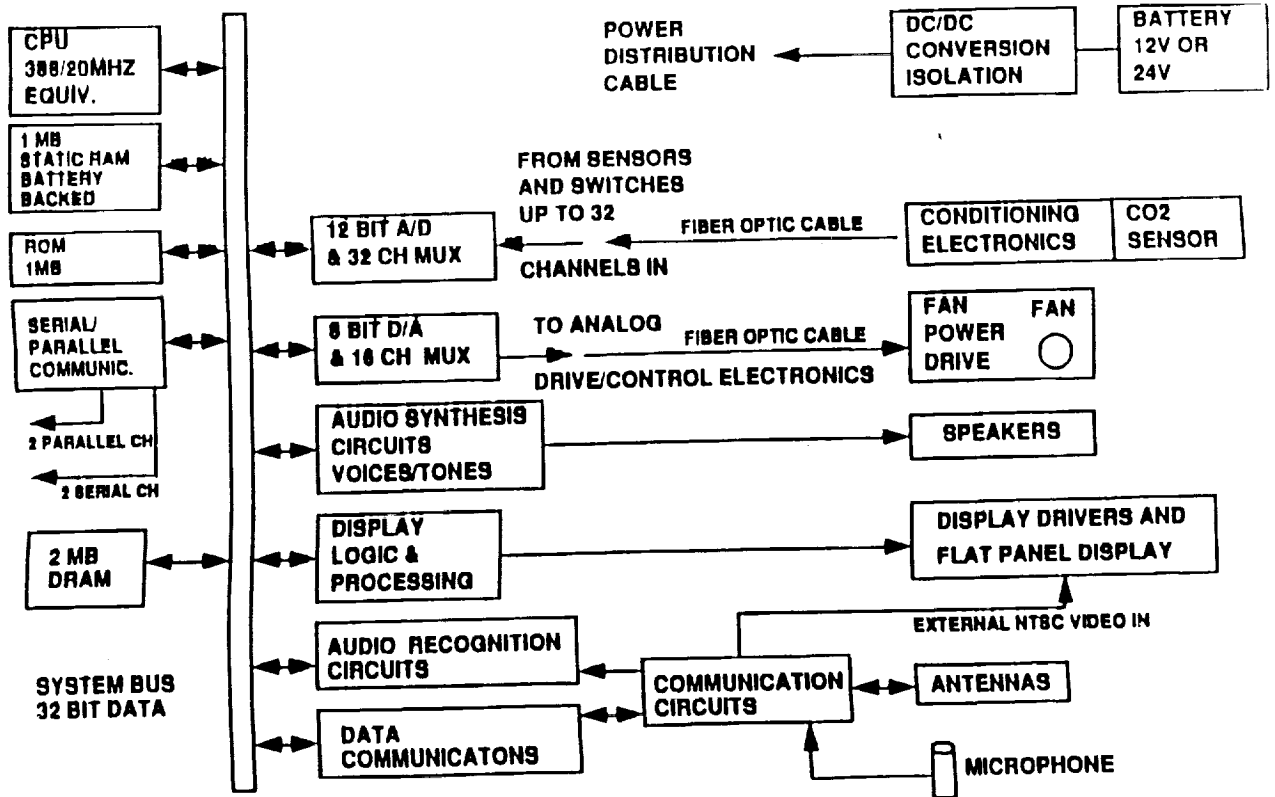 CPU
386/20MHZ
EQUIV.
1 MB
STATIC RAM
BATTERY
BACKED
ROM
1MB
SERIAL/
PARALLEL
COMMUNIC.
2 PARALLEL CH
2 SERIAL CH
2 MB
DRAM
SYSTEM BUS
32 BIT DATA
POWER
DISTRIBUTION
CABLE
DC/DC
CONVERSION
ISOLATION
BATTERY
12V OR
24V
12 BIT A/D
& 32 CH MUX
FROM SENSORS
AND SWITCHES
UP TO 32
CHANNELS IN
FIBER OPTIC CABLE
CONDITIONING
ELECTRONICS
CO2
SENSOR
8 BIT D/A
& 16 CH MUX
TO ANALOG
DRIVE/CONTROL ELECTRONICS
FIBER OPTIC CABLE
FAN
POWER
DRIVE
FAN
AUDIO SYNTHESIS
CIRCUITS
VOICES/TONES
SPEAKERS
DISPLAY
LOGIC &
PROCESSING
DISPLAY DRIVERS AND
FLAT PANEL DISPLAY
EXTERNAL NTSC VIDEO IN
AUDIO RECOGNITION
CIRCUITS
COMMUNICATION
CIRCUITS
ANTENNAS
DATA
COMMUNICATONS
MICROPHONE